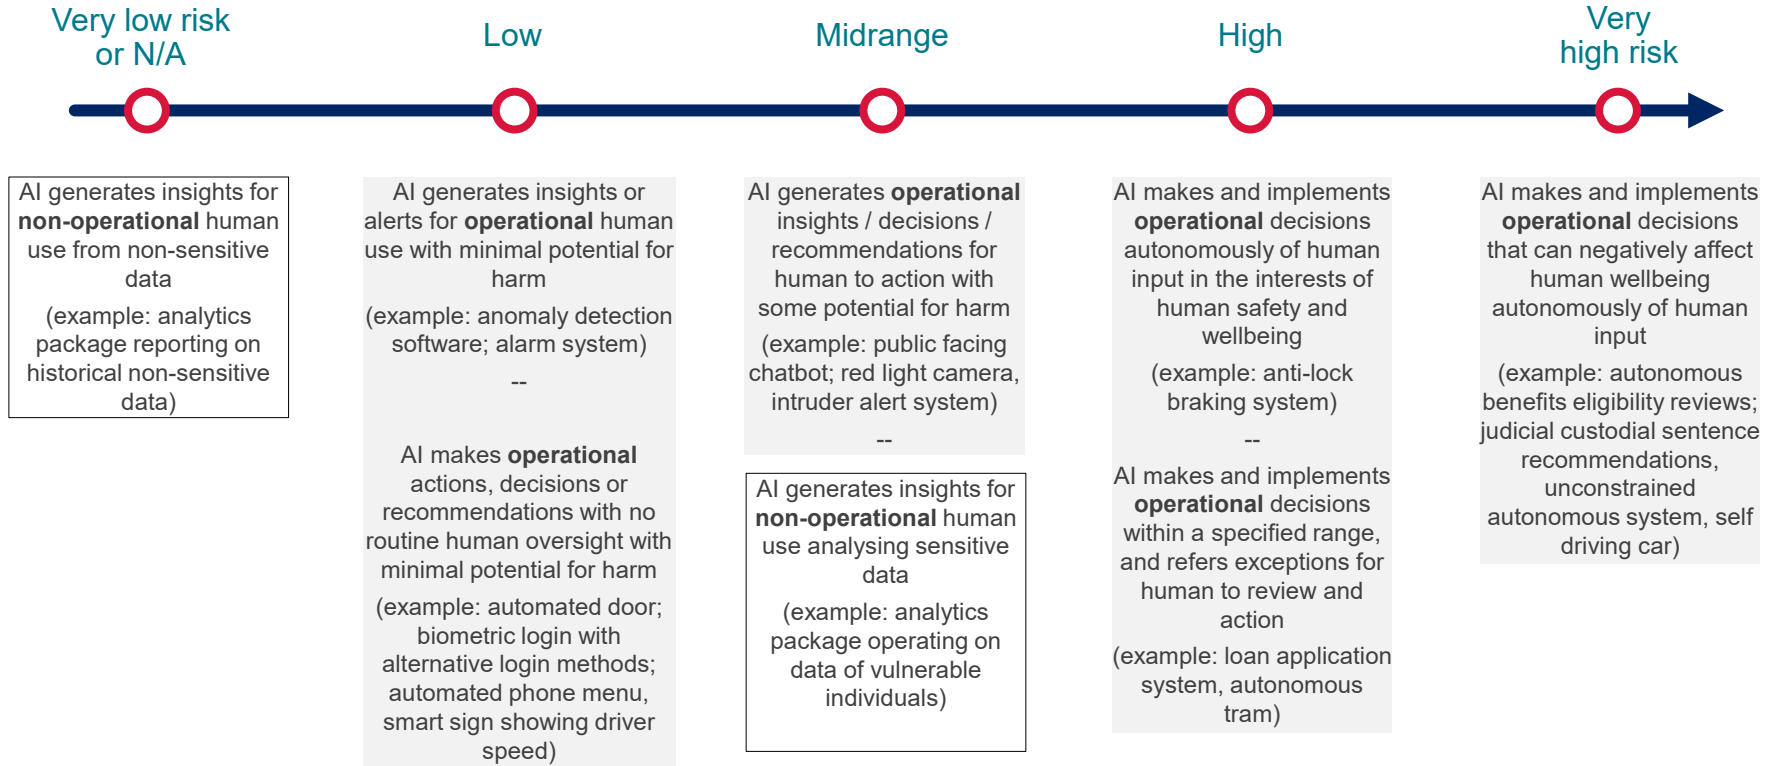 Very low risk
or N/A
Low
Midrange
High
Very
high risk
AI generates insights for
non-operational human
use from non-sensitive
data
(example: analytics
package reporting on
historical non-sensitive
data)
AI generates insights or
alerts for operational human
use with minimal potential for
harm
(example: anomaly detection
software; alarm system)
--
AI makes operational
actions, decisions or
recommendations with no
routine human oversight with
minimal potential for harm
(example: automated door;
biometric login with
alternative login methods;
automated phone menu,
smart sign showing driver
speed)
AI generates operational
insights / decisions /
recommendations for
human to action with
some potential for harm
(example: public facing
chatbot; red light camera,
intruder alert system)
--
AI generates insights for
non-operational human
use analysing sensitive
data
(example: analytics
package operating on
data of vulnerable
individuals)
AI makes and implements
operational decisions
autonomously of human
input in the interests of
human safety and
wellbeing
(example: anti-lock
braking system)
--
AI makes and implements
operational decisions
within a specified range,
and refers exceptions for
human to review and
action
(example: loan application
system, autonomous
tram)
AI makes and implements
operational decisions
that can negatively affect
human wellbeing
autonomously of human
input
(example: autonomous
benefits eligibility reviews;
judicial custodial sentence
recommendations,
unconstrained
autonomous system, self
driving car)